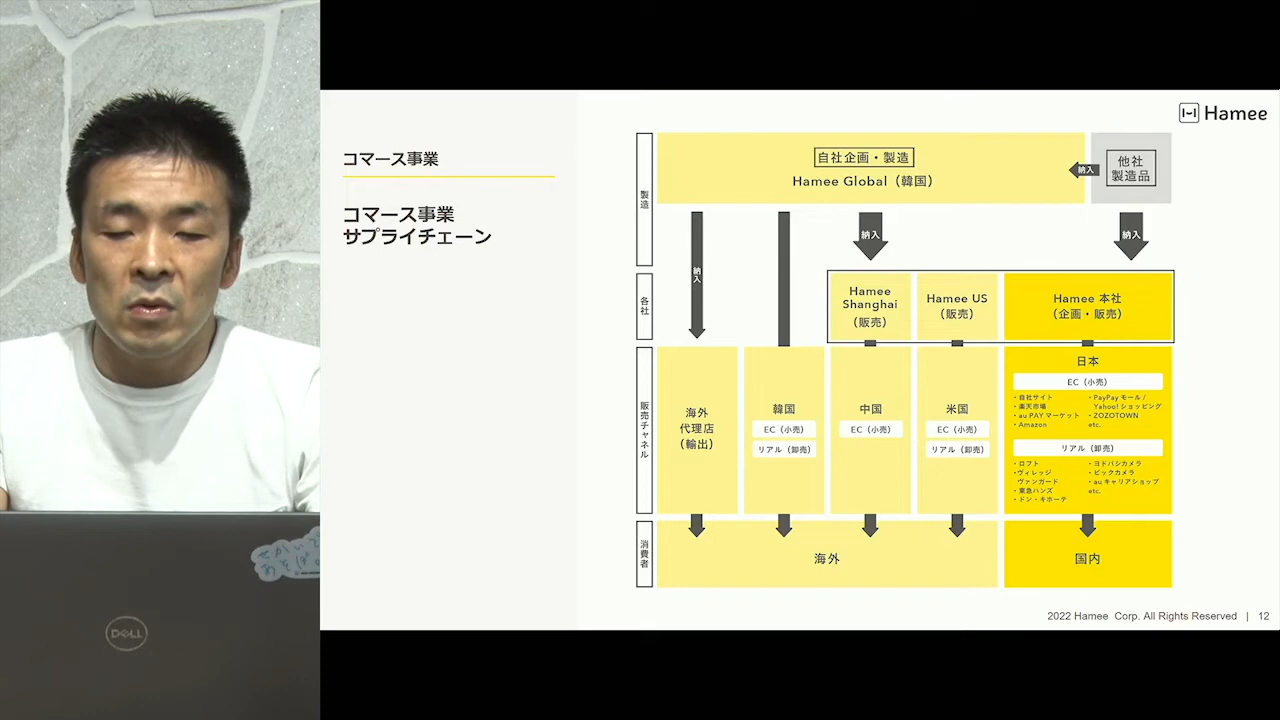 Hamee
コマース事業
コマース事業
サプライチェーン
製造
自社企画・製造
Hamee Global（韓国）
納入
他社
製造品
納入
納入
納入
各社
Hamee
Shanghai
（販売）
Hamee US
（販売）
Hamee 本社
（企画・販売）
販売チャネル
海外
代理店
（輸出）
韓国
EC（小売）
リアル（卸売）
中国
EC（小売）
米国
EC（小売）
リアル（卸売）
日本
EC（小売）
・自社サイト
・楽天市場
・au PAY マーケット
・Amazon
・PayPay モール /
Yahoo! ショッピング
・ZOZOTOWN
etc.
リアル（卸売）
・ロフト
・ヴィレッジ
ヴァンガード
・東急ハンズ
・ドン・キホーテ
・ヨドバシカメラ
・ビックカメラ
・au キャリアショップ
etc.
消費者
海外
国内
2022 Hamee Corp. All Rights Reserved | 12
DELL
せかいで